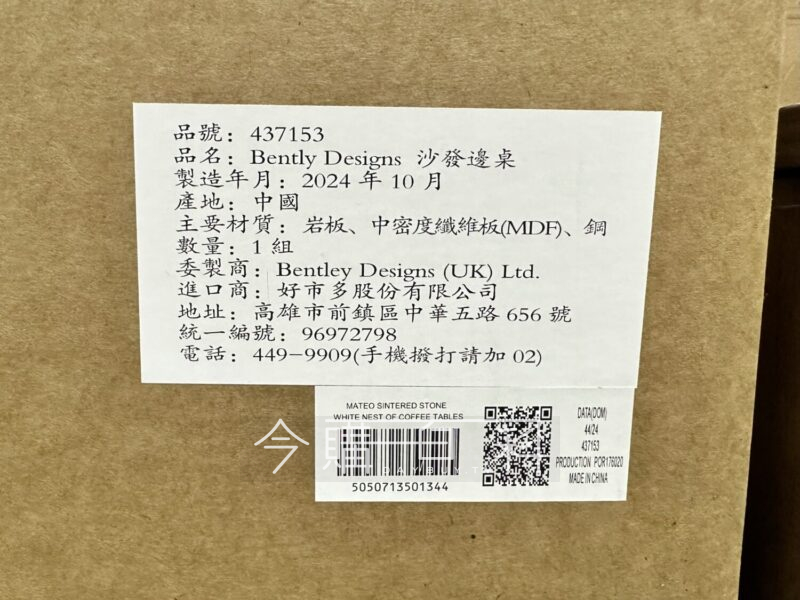 品號：437153
品名：Bently Designs 沙發邊桌
製造年月：2024 年 10 月
產地：中國
主要材質：岩板、中密度纖維板(MDF)、鋼
數量：1 組
委製商：Bentley Designs (UK) Ltd.
進口商：好市多股份有限公司
地址：高雄市前鎮區中華五路 656 號
統一編號：96972798
電話：449-9909(手機撥打請加 02)
MATEO SINTERED STONE
WHITE NEST OF COFFEE TABLES
5050713501344
DATA(DOM)
44/24
437153
PRODUCTION POR176020
MADE IN CHINA